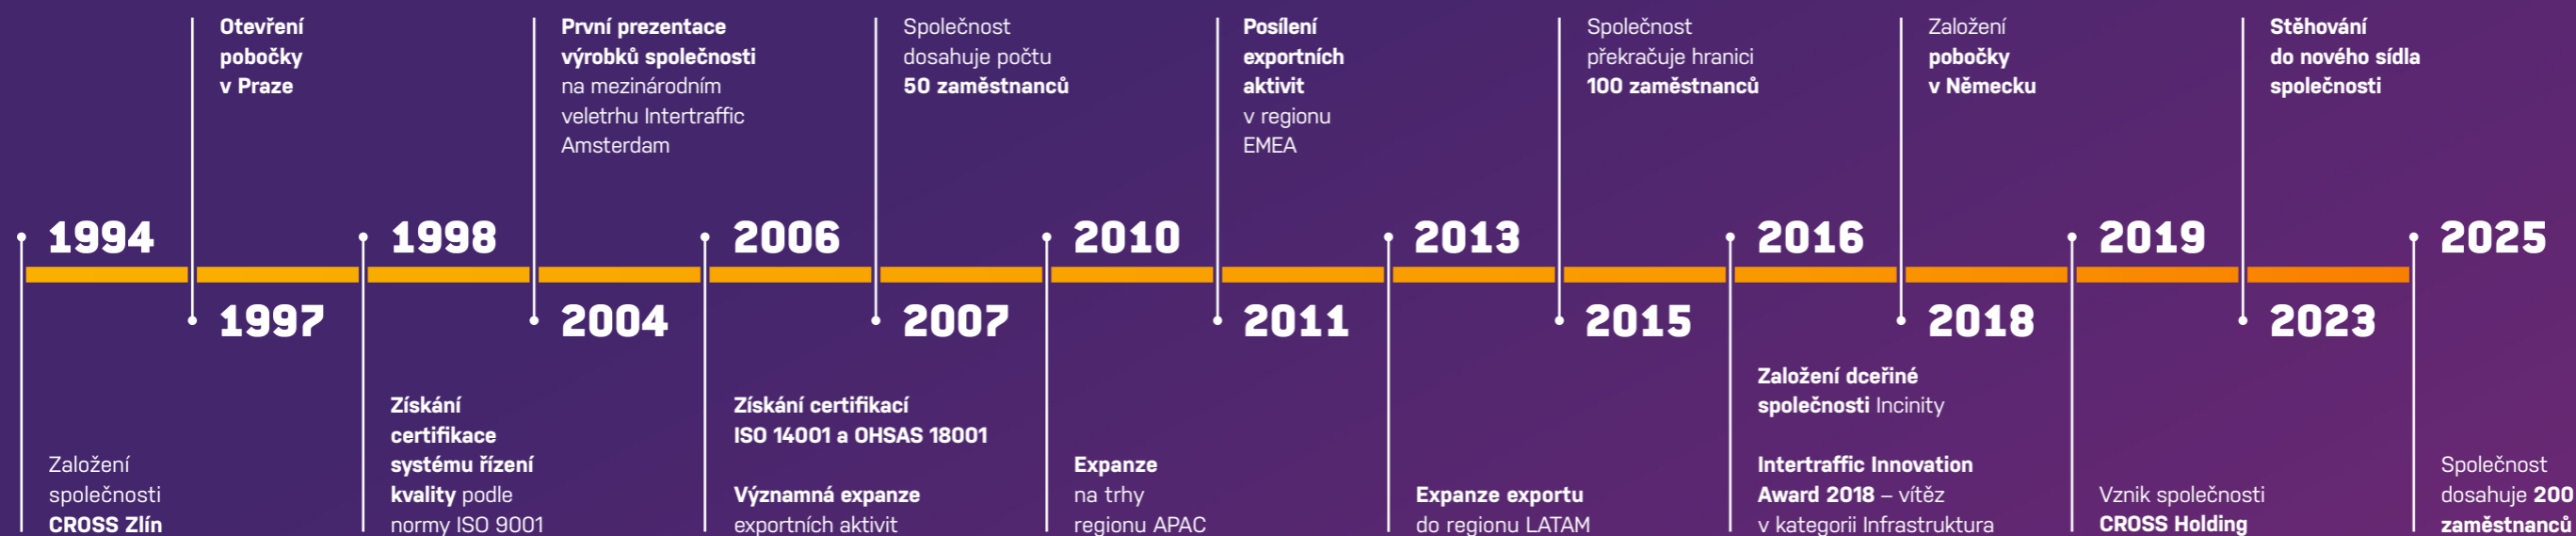 1994
Založení
společnosti
CROSS Zlín
Otevření
pobočky
v Praze
1997
1998
Získání
certifikace
systému řízení
kvality podle
normy ISO 9001
První prezentace
výrobků společnosti
na mezinárodním
veletrhu Intertraffic
Amsterdam
2004
2006
Získání certifikací
ISO 14001 a OHSAS 18001
Významná expanze
exportních aktivit
Společnost
dosahuje počtu
50 zaměstnanců
2007
2010
Expanze
na trhy
regionu APAC
Posílení
exportních
aktivit
v regionu
EMEA
2011
2013
Expanze exportu
do regionu LATAM
Společnost
překračuje hranici
100 zaměstnanců
2015
2016
Založení dceřiné
společnosti Incinity
Intertraffic Innovation
Award 2018 – vítěz
v kategorii Infrastruktura
Založení
pobočky
v Německu
2018
2019
Vznik společnosti
CROSS Holding
Stěhování
do nového sídla
společnosti
2023
2025
Společnost
dosahuje 200
zaměstnanců